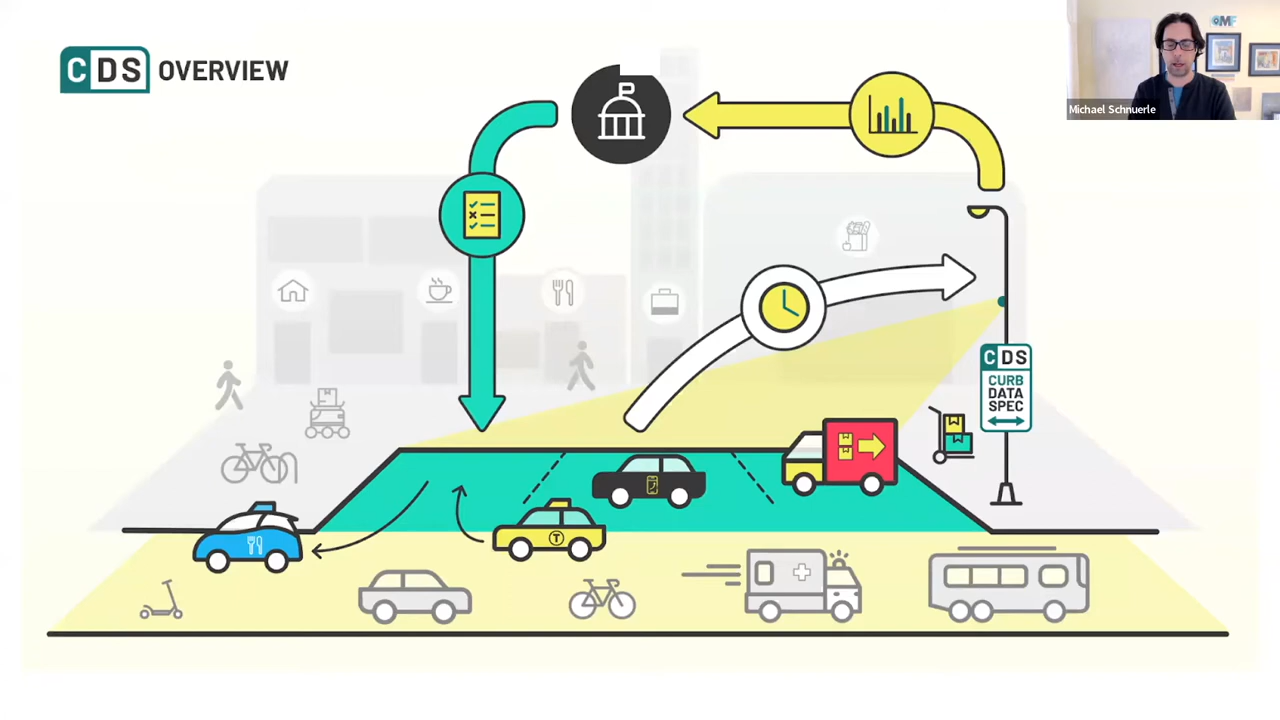 CDS OVERVIEW
OMF
Michael Schnuerle
CDS
CURB
DATA
SPEC
T